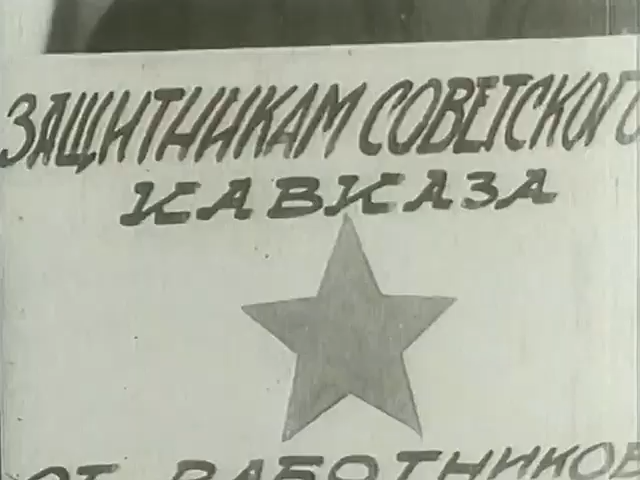 ЗАЩИТНИКАМ СОВЕТСКОГО
КАВКАЗА
ОТ РАБОТНИКОВ